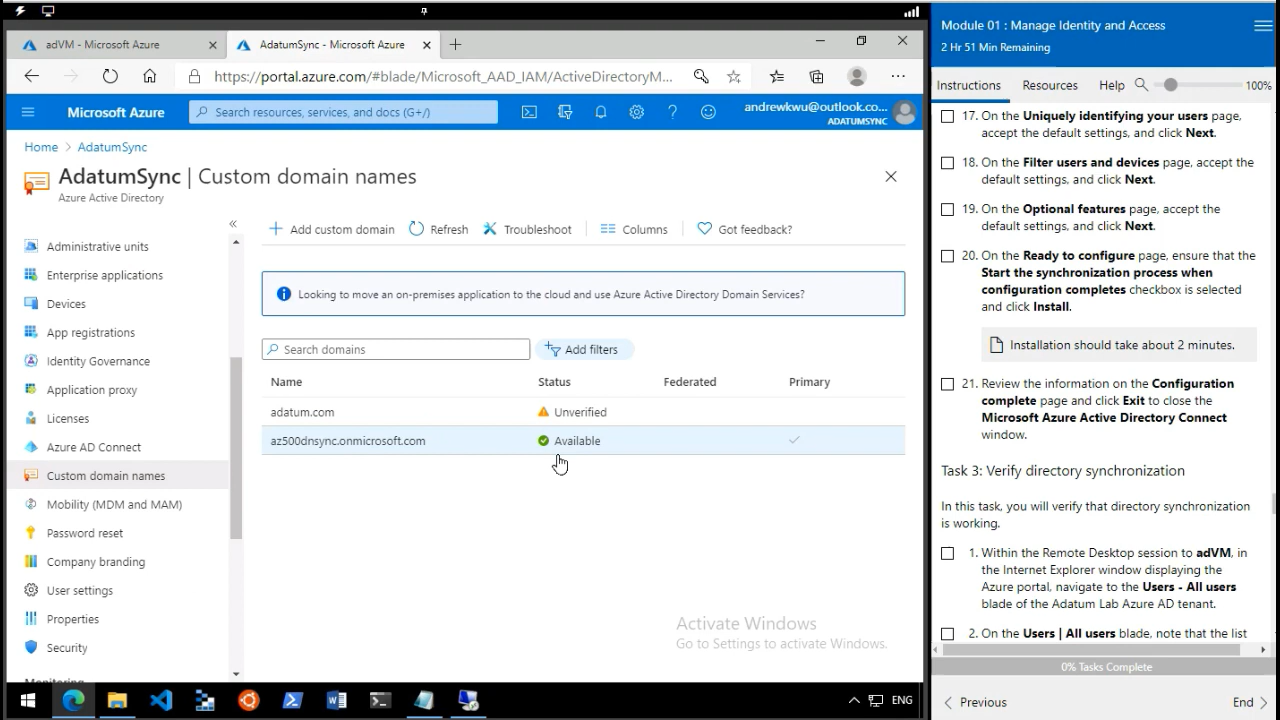 adVM - Microsoft Azure
AdatumSync - Microsoft Azure
https://portal.azure.com/#blade/Microsoft_AAD_IAM/ActiveDirectoryM...
Microsoft Azure
Search resources, services, and docs (G+/)
andrewkwu@outlook.co...
ADATUMSYNC
Home > AdatumSync
AdatumSync | Custom domain names
Azure Active Directory
Administrative units
Enterprise applications
Devices
App registrations
Identity Governance
Application proxy
Licenses
Azure AD Connect
Custom domain names
Mobility (MDM and MAM)
Password reset
Company branding
User settings
Properties
Security
Monitoring
Add custom domain
Refresh
Troubleshoot
Columns
Got feedback?
Looking to move an on-premises application to the cloud and use Azure Active Directory Domain Services?
Search domains
Add filters
Name Status Federated Primary
adatum.com Unverified
az500dnsync.onmicrosoft.com Available
Activate Windows
Go to Settings to activate Windows.
ENG
Module 01 : Manage Identity and Access
2 Hr 51 Min Remaining
Instructions Resources Help 100%
17. On the Uniquely identifying your users page,
accept the default settings, and click Next.
18. On the Filter users and devices page, accept the
default settings, and click Next.
19. On the Optional features page, accept the
default settings, and click Next.
20. On the Ready to configure page, ensure that the
Start the synchronization process when
configuration completes checkbox is selected
and click Install.
Installation should take about 2 minutes.
21. Review the information on the Configuration
complete page and click Exit to close the
Microsoft Azure Active Directory Connect
window.
Task 3: Verify directory synchronization
In this task, you will verify that directory synchronization
is working.
1. Within the Remote Desktop session to adVM, in
the Internet Explorer window displaying the
Azure portal, navigate to the Users - All users
blade of the Adatum Lab Azure AD tenant.
2. On the Users | All users blade, note that the list
0% Tasks Complete
Previous
End